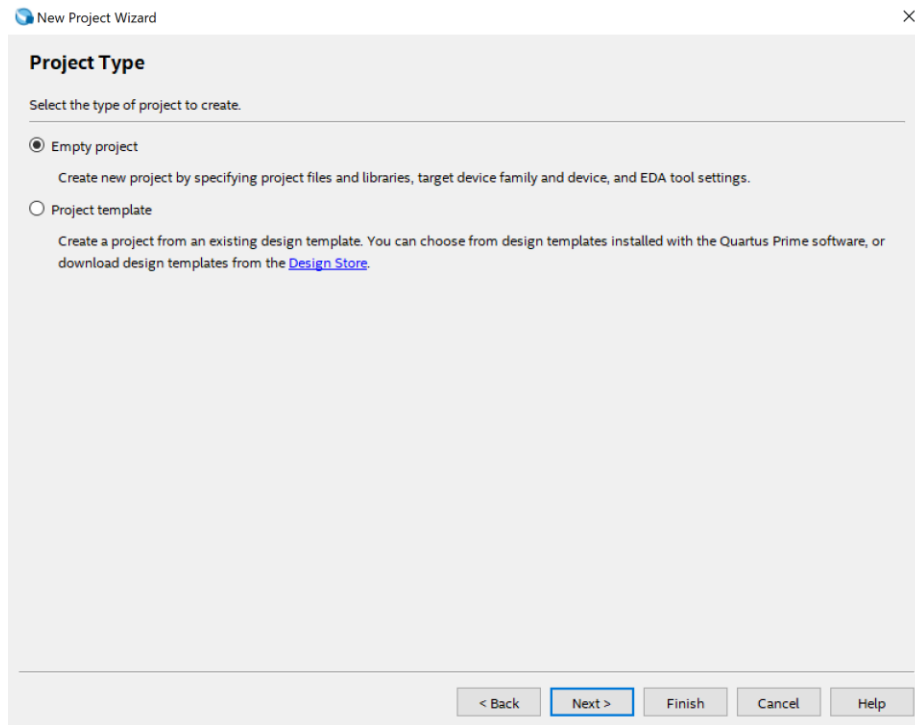 New Project Wizard
Project Type
Select the type of project to create.
Empty project
Create new project by specifying project files and libraries, target device family and device, and EDA tool settings.
Project template
Create a project from an existing design template. You can choose from design templates installed with the Quartus Prime software, or
download design templates from the Design Store.
< Back Next > Finish Cancel Help